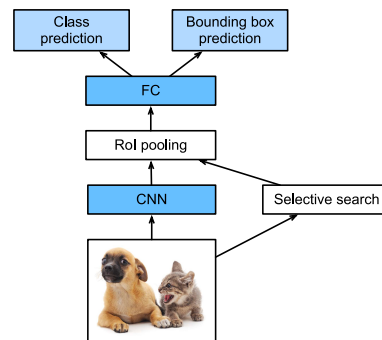 Class
prediction
Bounding box
prediction
FC
RoI pooling
CNN
Selective search